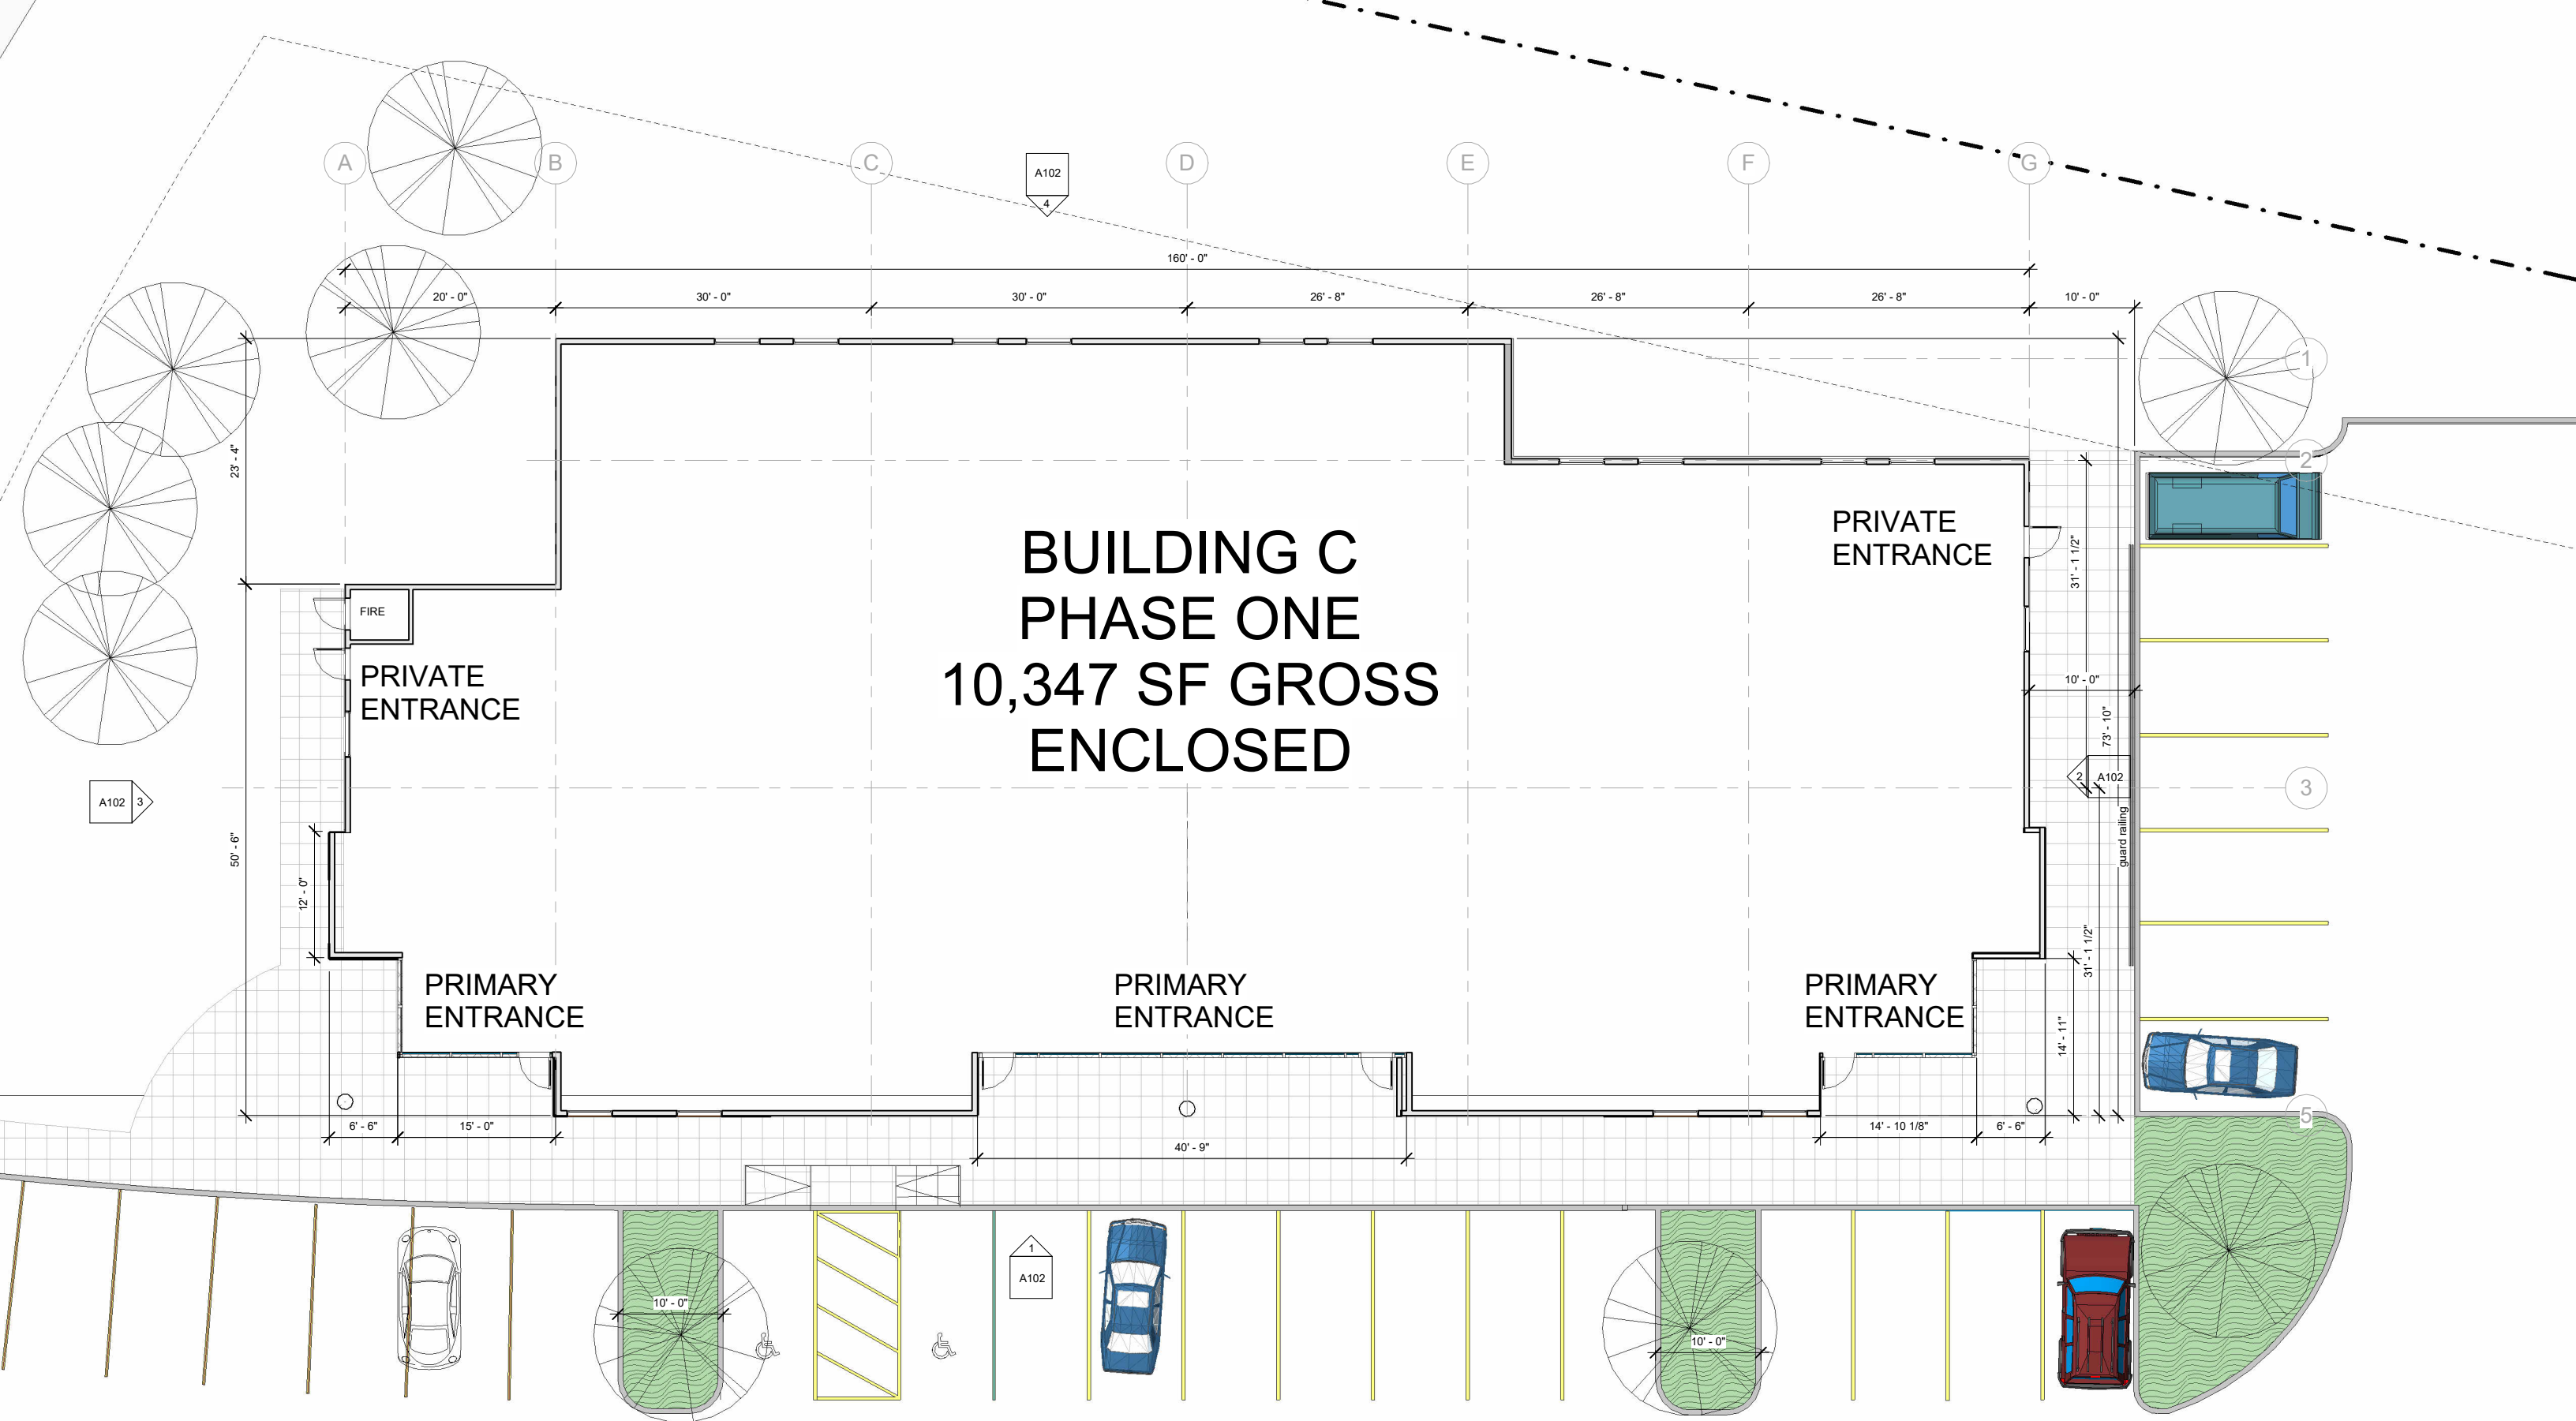 A
B
C
D
E
F
G
A102
4
160' - 0"
20' - 0"
30' - 0"
30' - 0"
26' - 8"
26' - 8"
26' - 8"
10' - 0"
1
2
23' - 4"
BUILDING C
PHASE ONE
10,347 SF GROSS
ENCLOSED
PRIVATE
ENTRANCE
31' - 1 1/2"
FIRE
PRIVATE
ENTRANCE
10' - 0"
73' - 10"
A102
3
2
A102
3
guard railing
50' - 6"
12' - 0"
31' - 1 1/2"
PRIMARY
ENTRANCE
PRIMARY
ENTRANCE
PRIMARY
ENTRANCE
14' - 11"
5
6' - 6"
15' - 0"
40' - 9"
14' - 10 1/8"
6' - 6"
1
A102
10' - 0"
10' - 0"